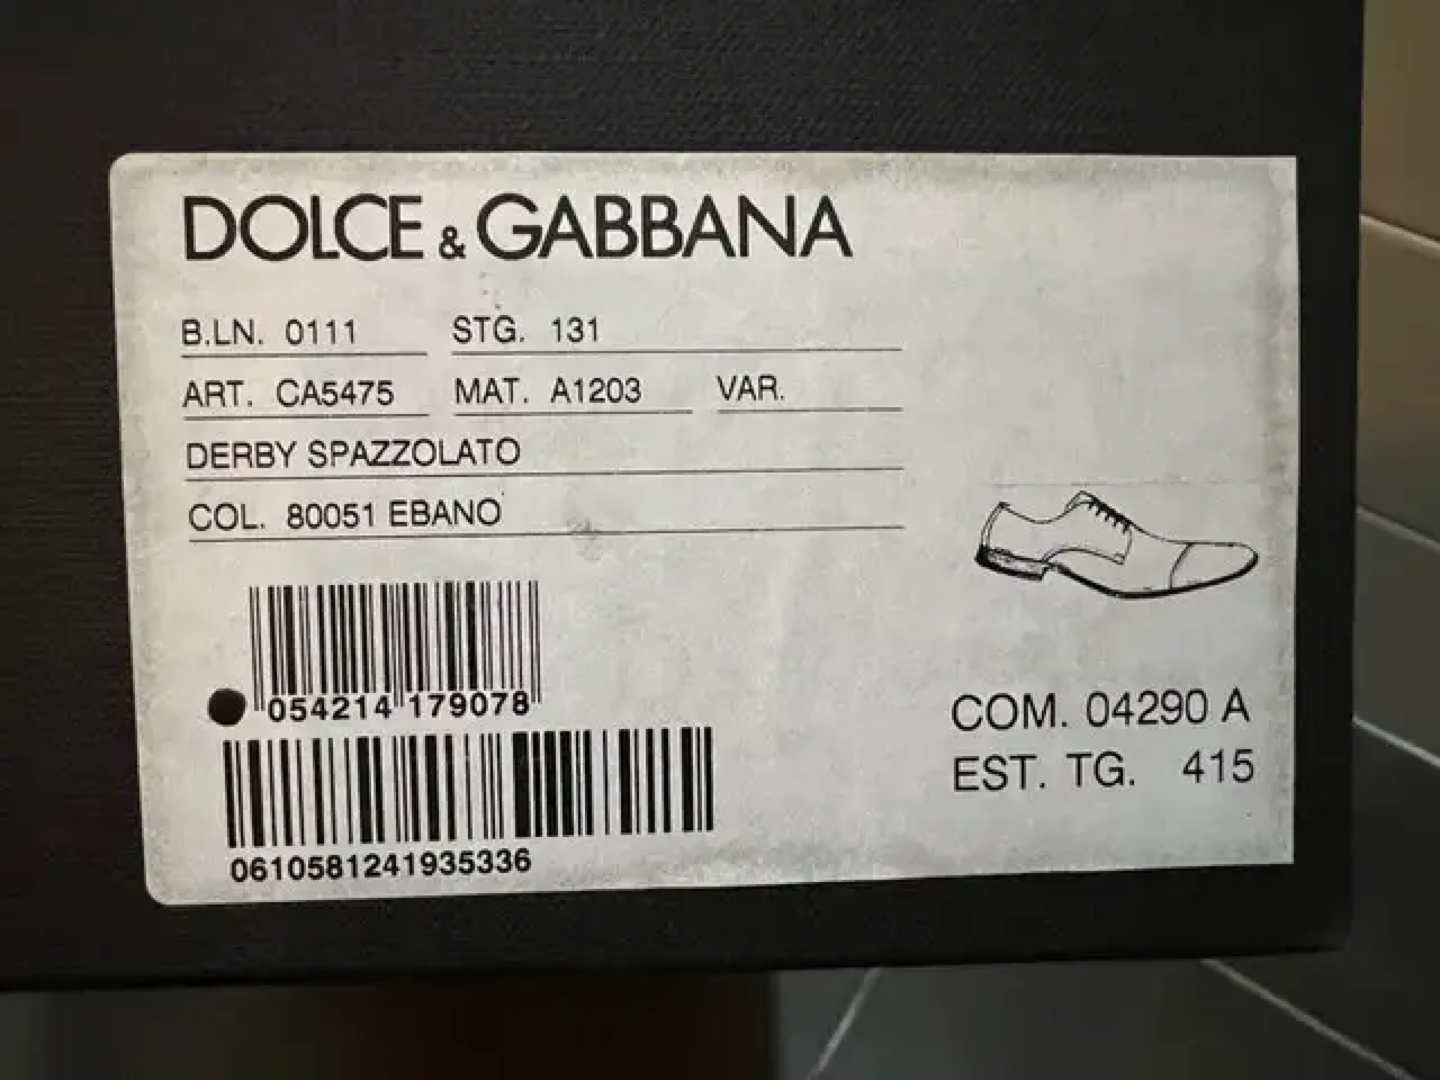 DOLCE & GABBANA
B.LN. 0111 STG. 131
ART. CA5475 MAT. A1203 VAR.
DERBY SPAZZOLATO
COL. 80051 EBANO
054214 179078
0610581241935336
COM. 04290 A
EST. TG. 415